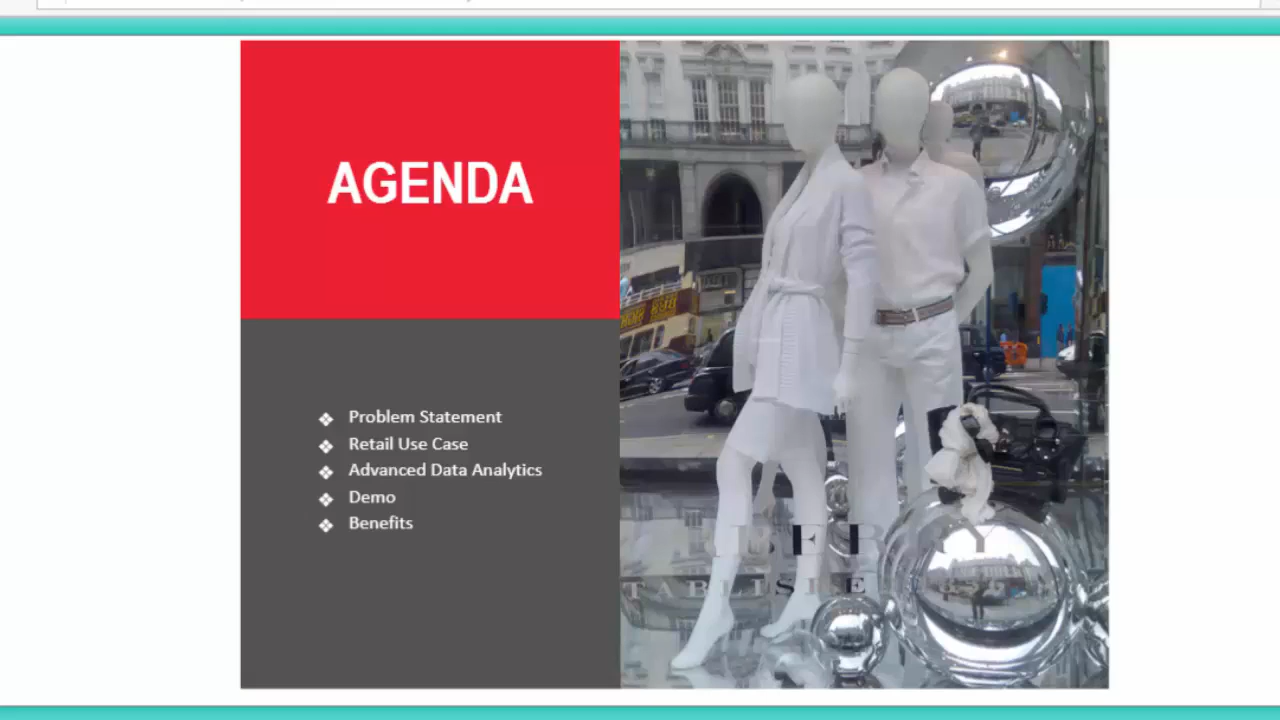 AGENDA
Problem Statement
Retail Use Case
Advanced Data Analytics
Demo
Benefits